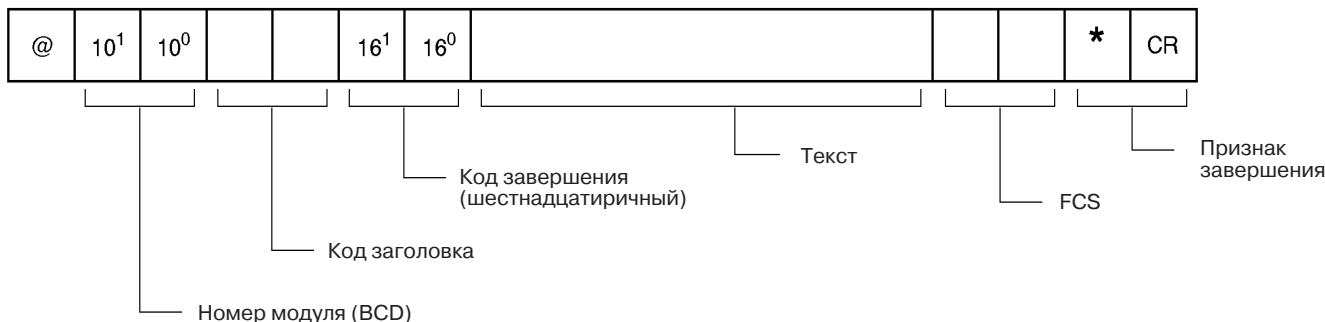 @ 10¹ 10⁰ 16¹ 16⁰ * CR
Текст
Признак
завершения
Код завершения
(шестнадцатиричный)
FCS
Код заголовка
Номер модуля (BCD)